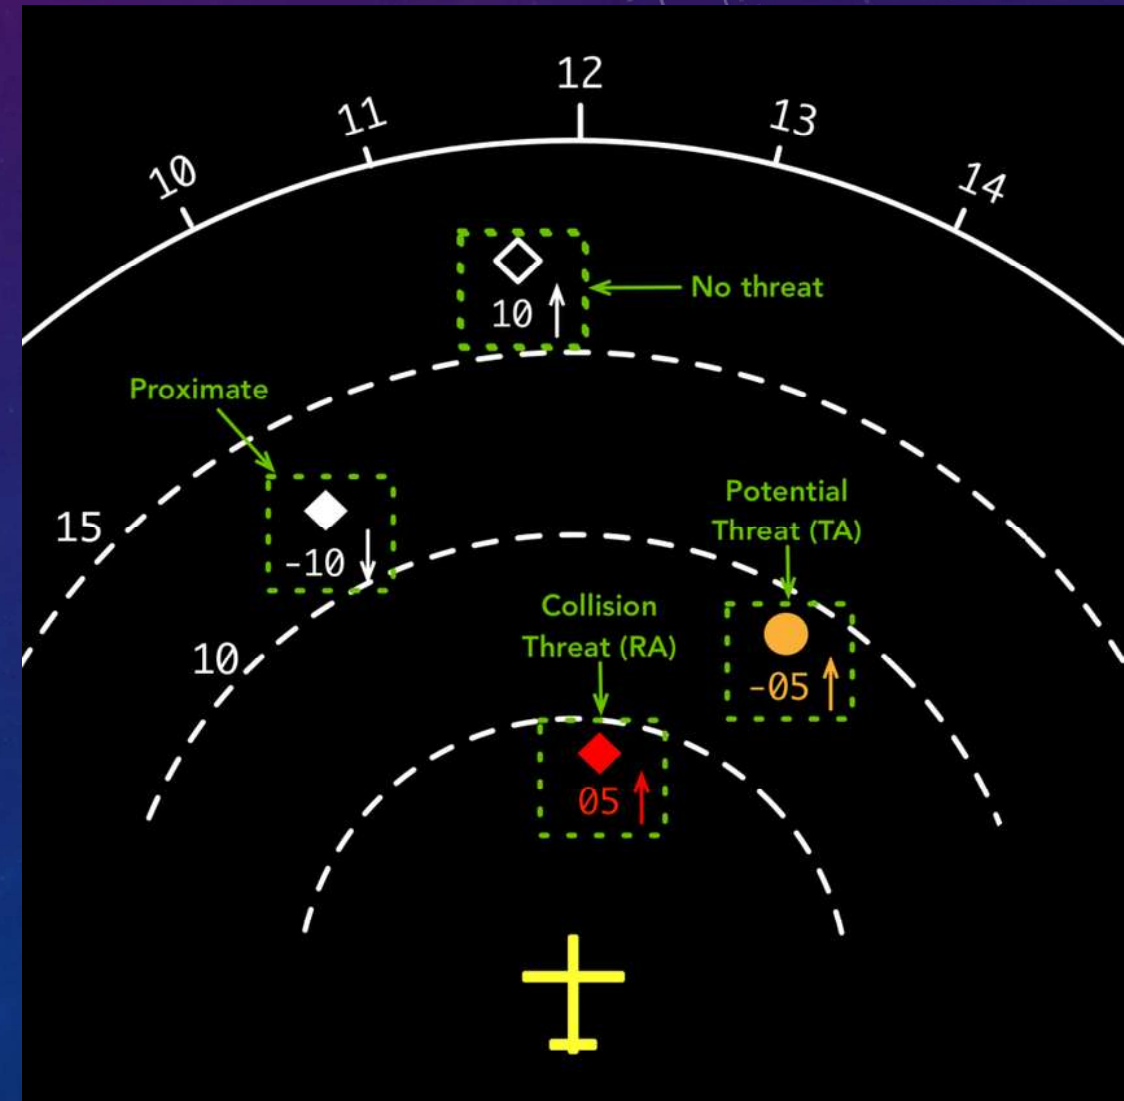 12
11
13
10
14
No threat
10 ↑
Proximate
15
-10 ↓
Potential
Threat (TA)
-05 ↑
10
Collision
Threat (RA)
05 ↑